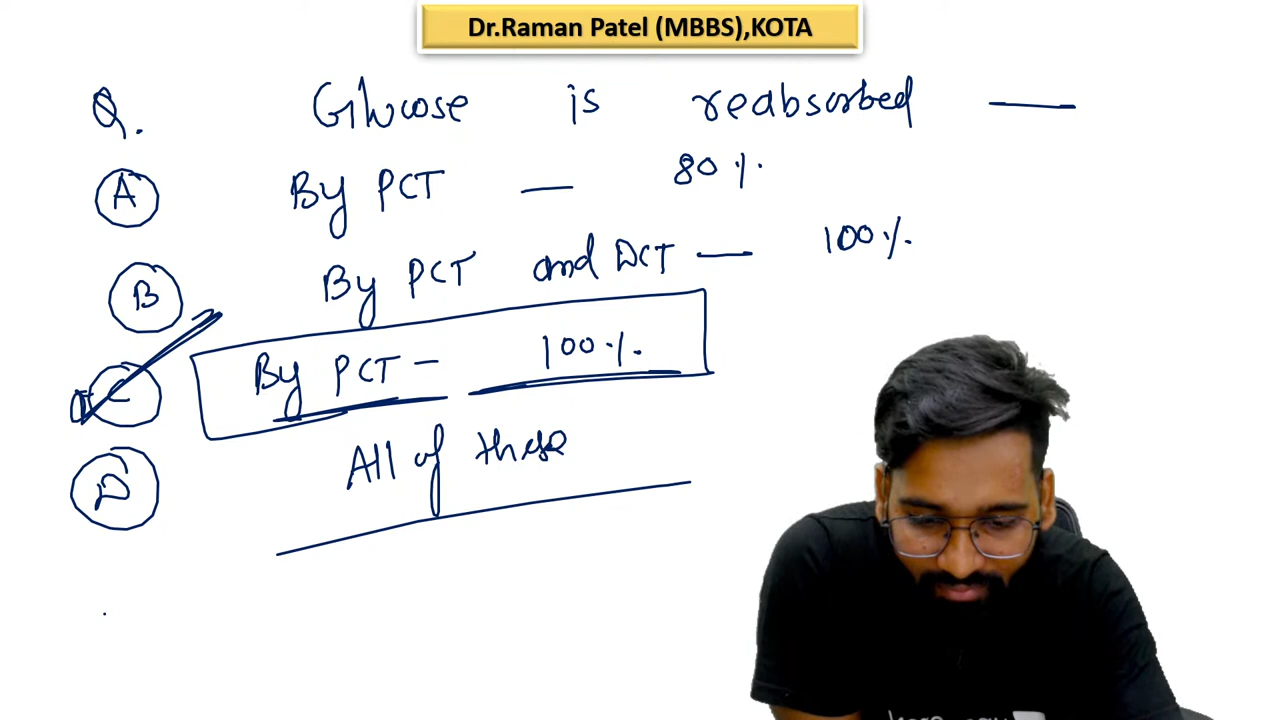 Dr.Raman Patel (MBBS),KOTA
Q. Glucose is reabsorbed —
A By PCT — 80%.
B By PCT and DCT — 100%.
C By PCT - 100%.
D All of these